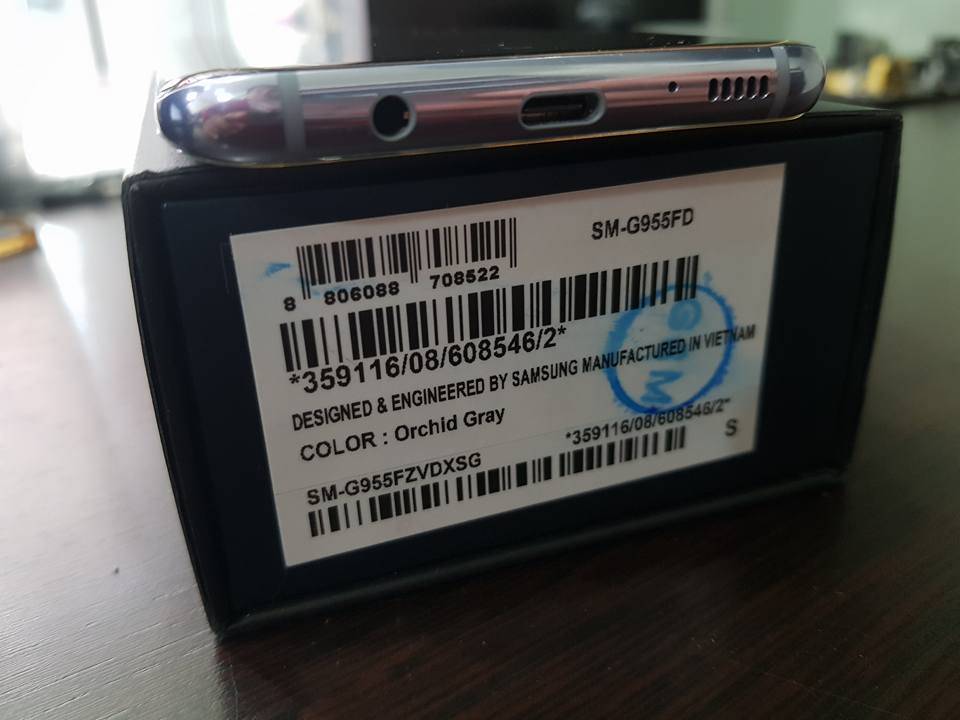 SM-G955FD
8 806088 708522
*359116/08/608546/2*
DESIGNED & ENGINEERED BY SAMSUNG MANUFACTURED IN VIETNAM
COLOR : Orchid Gray
*359116/08/608546/2*
S
SM-G955FZVDXSG